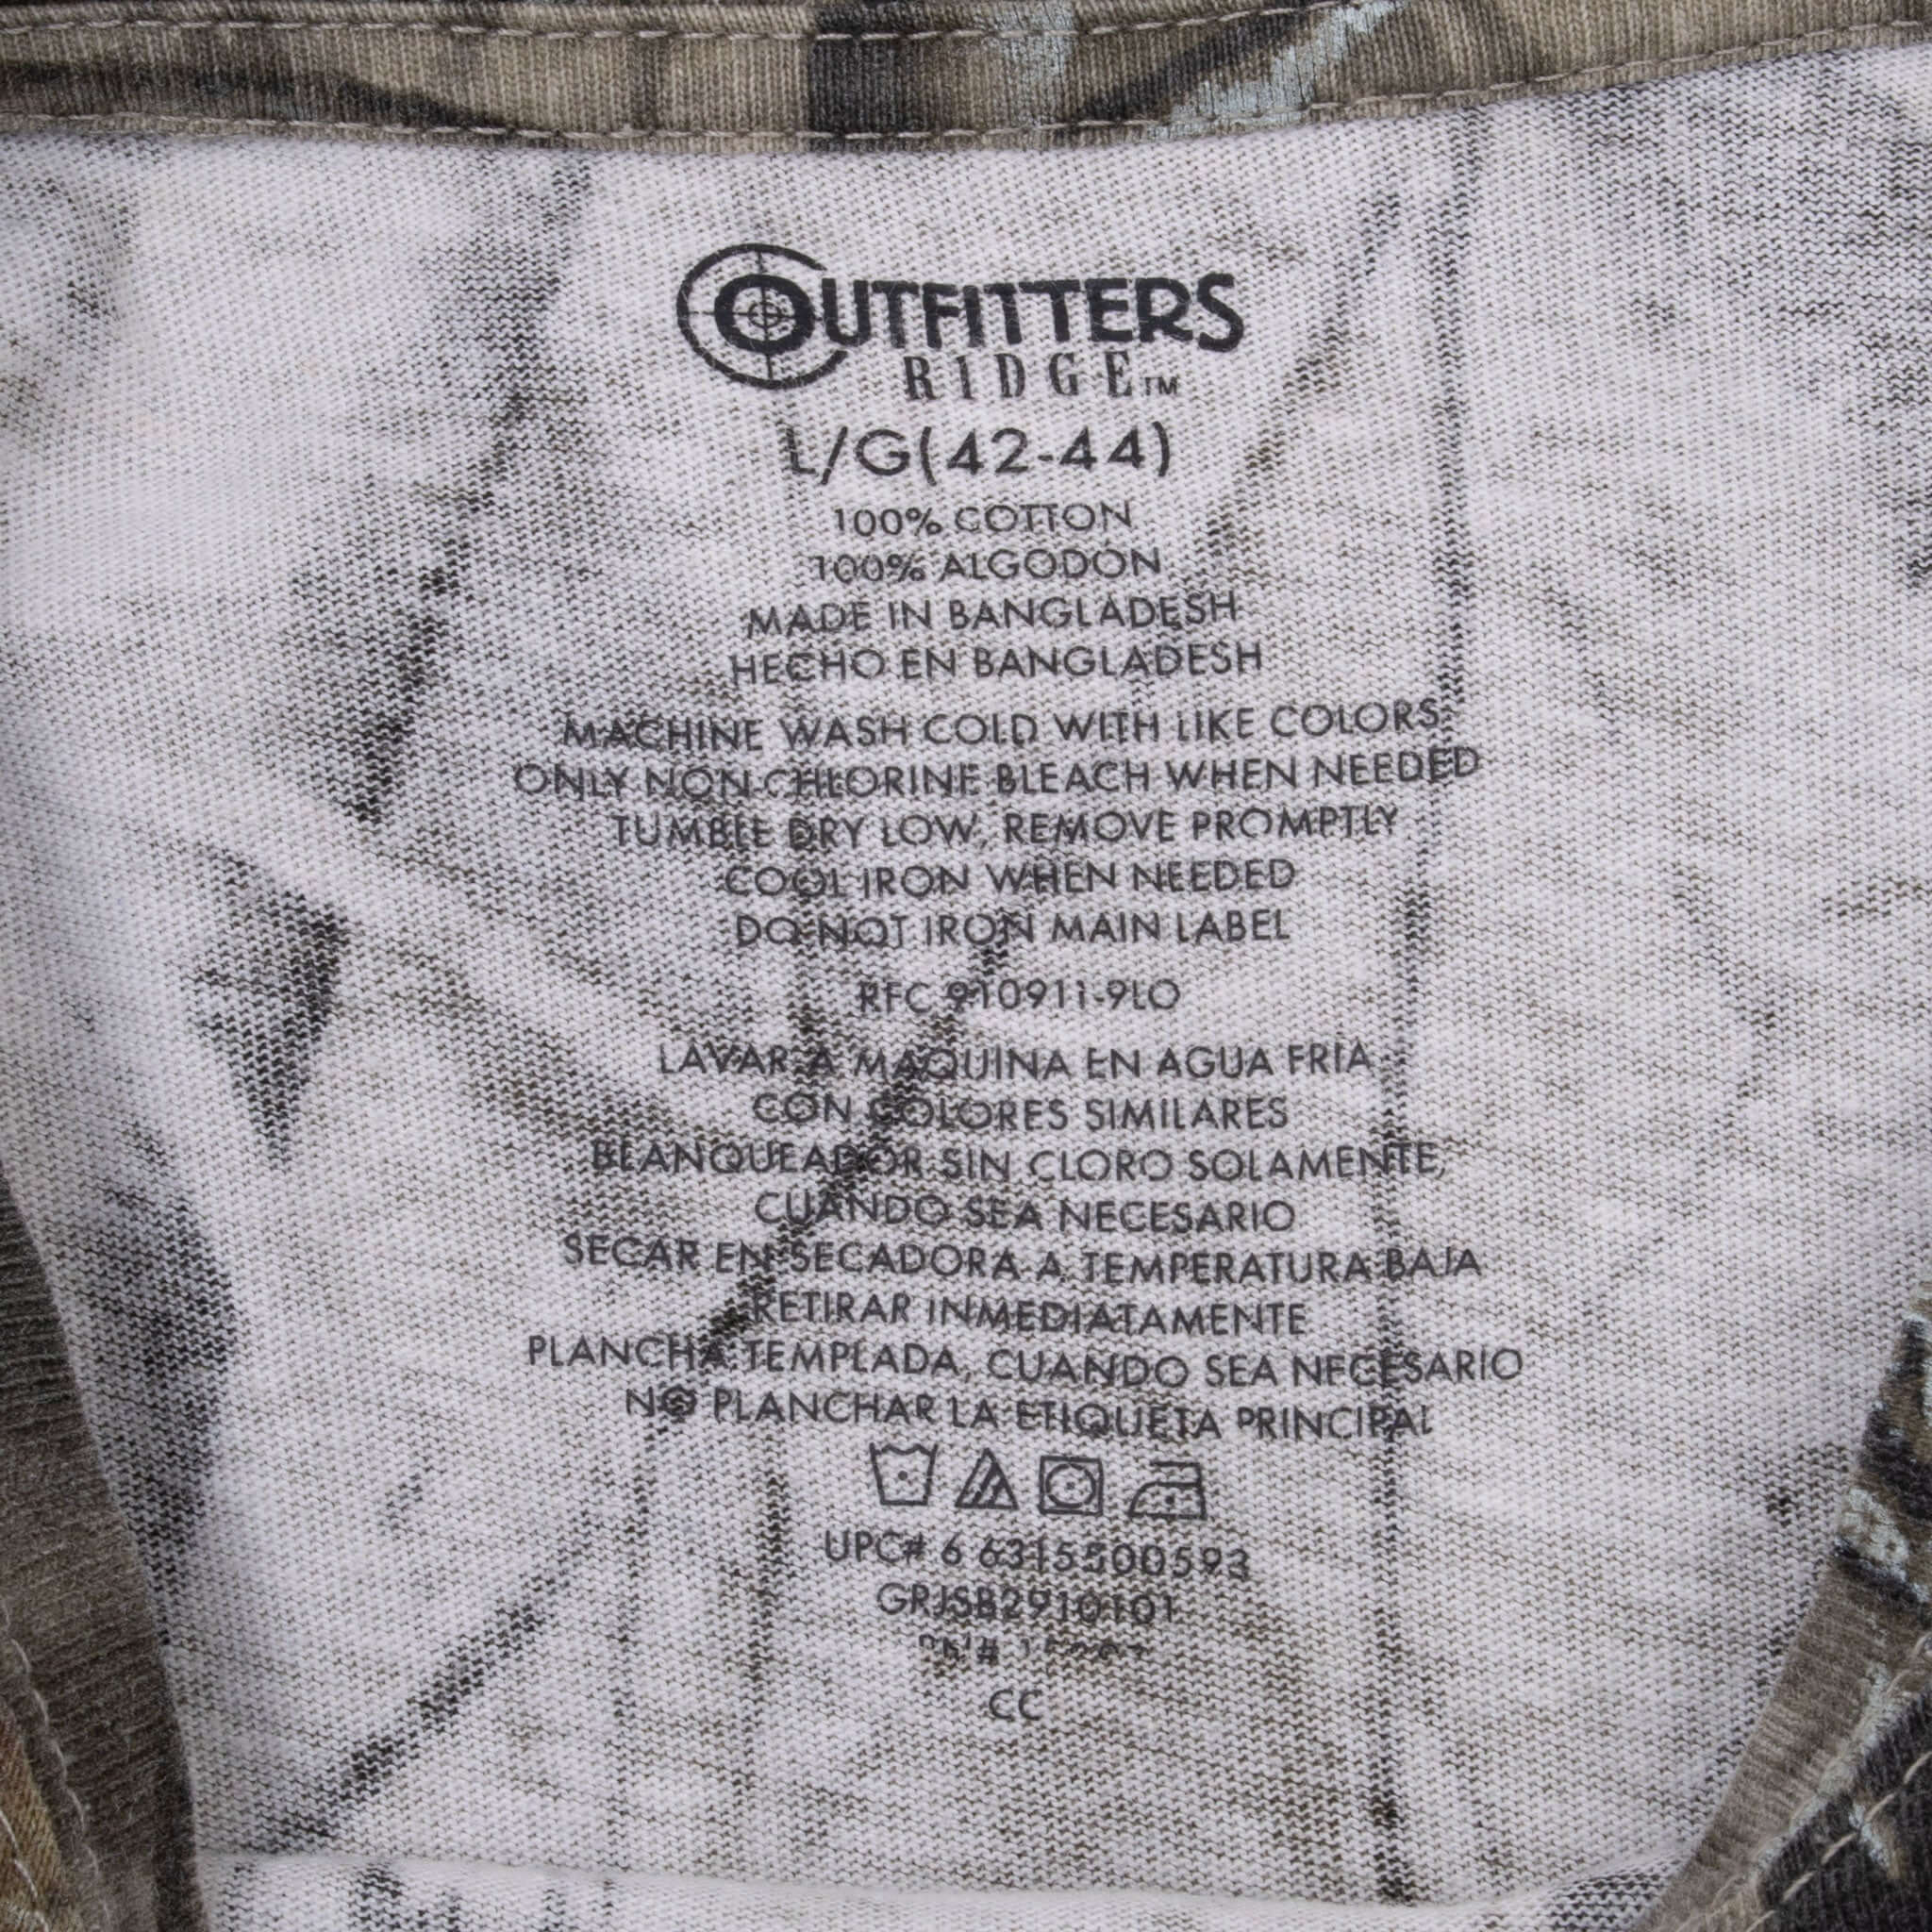 OUTFITTERS
RIDGE™
L/G(42-44)
100% COTTON
100% ALGODON
MADE IN BANGLADESH
HECHO EN BANGLADESH
MACHINE WASH COLD WITH LIKE COLORS
ONLY NON-CHLORINE BLEACH WHEN NEEDED
TUMBLE DRY LOW, REMOVE PROMPTLY
COOL IRON WHEN NEEDED
DO NOT IRON MAIN LABEL
RFC 910911-9LO
LAVAR A MAQUINA EN AGUA FRIA
CON COLORES SIMILARES
BLANQUEADOR SIN CLORO SOLAMENTE,
CUANDO SEA NECESARIO
SECAR EN SECADORA A TEMPERATURA BAJA
RETIRAR INMEDIATAMENTE
PLANCHA TEMPLADA, CUANDO SEA NECESARIO
NO PLANCHAR LA ETIQUETA PRINCIPAL
UPC# 6 6315500593
GRJSB2910101
CC